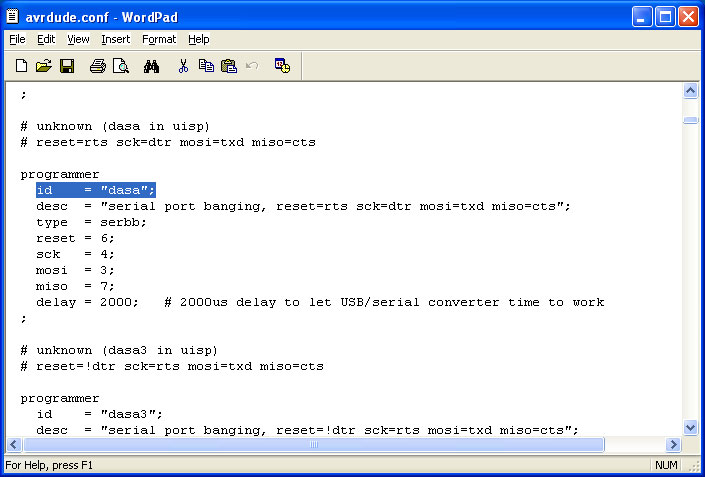 avrdude.conf - WordPad
File Edit View Insert Format Help
;
# unknown (dasa in uisp)
# reset=rts sck=dtr mosi=txd miso=cts
programmer
  id    = "dasa";
  desc  = "serial port banging, reset=rts sck=dtr mosi=txd miso=cts";
  type  = serbb;
  reset = 6;
  sck   = 4;
  mosi  = 3;
  miso  = 7;
  delay = 2000;   # 2000us delay to let USB/serial converter time to work
;
# unknown (dasa3 in uisp)
# reset=!dtr sck=rts mosi=txd miso=cts
programmer
  id    = "dasa3";
  desc  = "serial port banging, reset=!dtr sck=rts mosi=txd miso=cts";
For Help, press F1
NUM